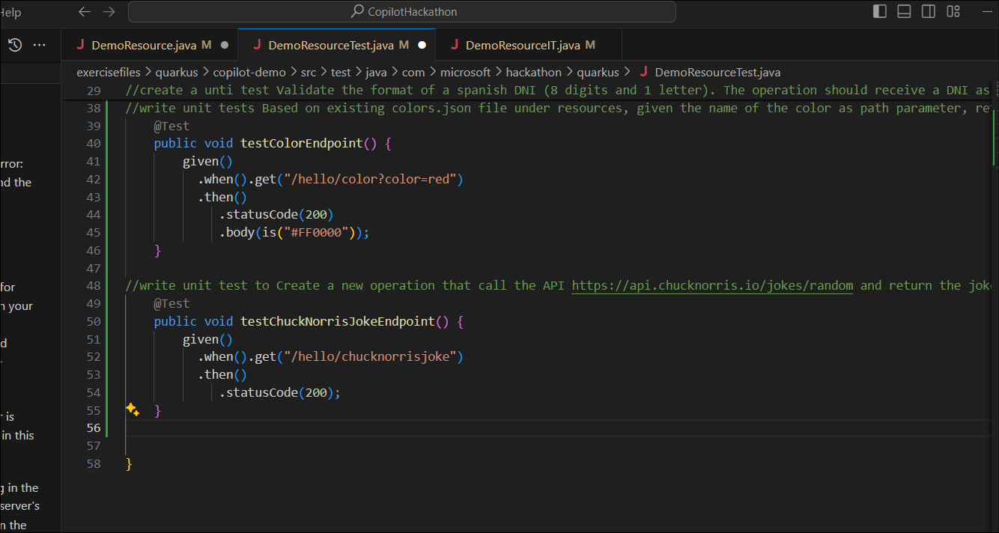 Help
CopilotHackathon
DemoResource.java M
DemoResourceTest.java M
DemoResourceIT.java M
exercisefiles > quarkus > copilot-demo > src > test > java > com > microsoft > hackathon > quarkus > DemoResourceTest.java
rror:
nd the
for
n your
d
r is
in this
g in the
server's
n the
29 //create a unti test Validate the format of a spanish DNI (8 digits and 1 letter). The operation should receive a DNI as
38 //write unit tests Based on existing colors.json file under resources, given the name of the color as path parameter, re
39 @Test
40 public void testColorEndpoint() {
41 given()
42 .when().get("/hello/color?color=red")
43 .then()
44 .statusCode(200)
45 .body(is("#FF0000"));
46 }
47
48 //write unit test to Create a new operation that call the API https://api.chucknorris.io/jokes/random and return the joke
49 @Test
50 public void testChuckNorrisJokeEndpoint() {
51 given()
52 .when().get("/hello/chucknorrisjoke")
53 .then()
54 .statusCode(200);
55 }
56
57
58 }